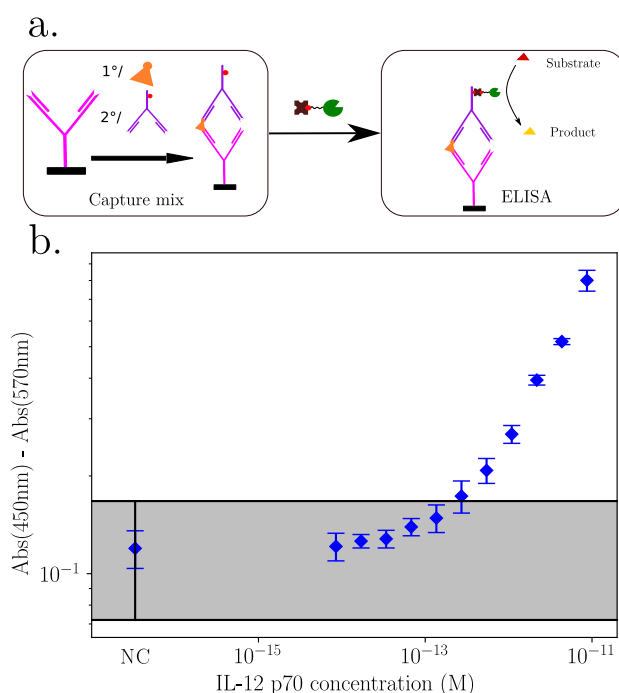 a.
1°/
2°/
Capture mix
Substrate
Product
ELISA
b.
Abs(450nm) - Abs(570nm)
10⁻¹
NC
10⁻¹⁵
10⁻¹³
10⁻¹¹
IL-12 p70 concentration (M)